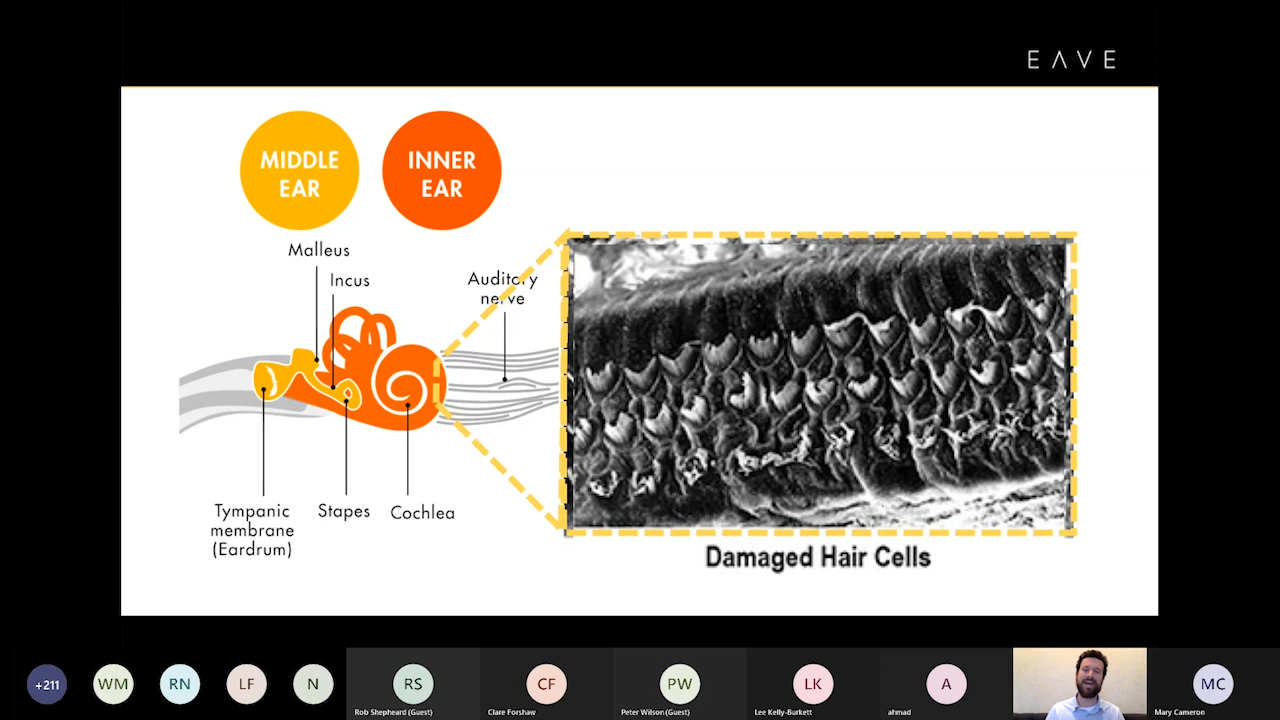 EAVE
MIDDLE
EAR
INNER
EAR
Malleus
Incus
Auditory
nerve
Tympanic
membrane
(Eardrum)
Stapes
Cochlea
Damaged Hair Cells
+211
WM
RN
LF
N
RS
Rob Shepheard (Guest)
CF
Clare Forshaw
PW
Peter Wilson (Guest)
LK
Lee Kelly-Burkett
A
ahmad
MC
Mary Cameron